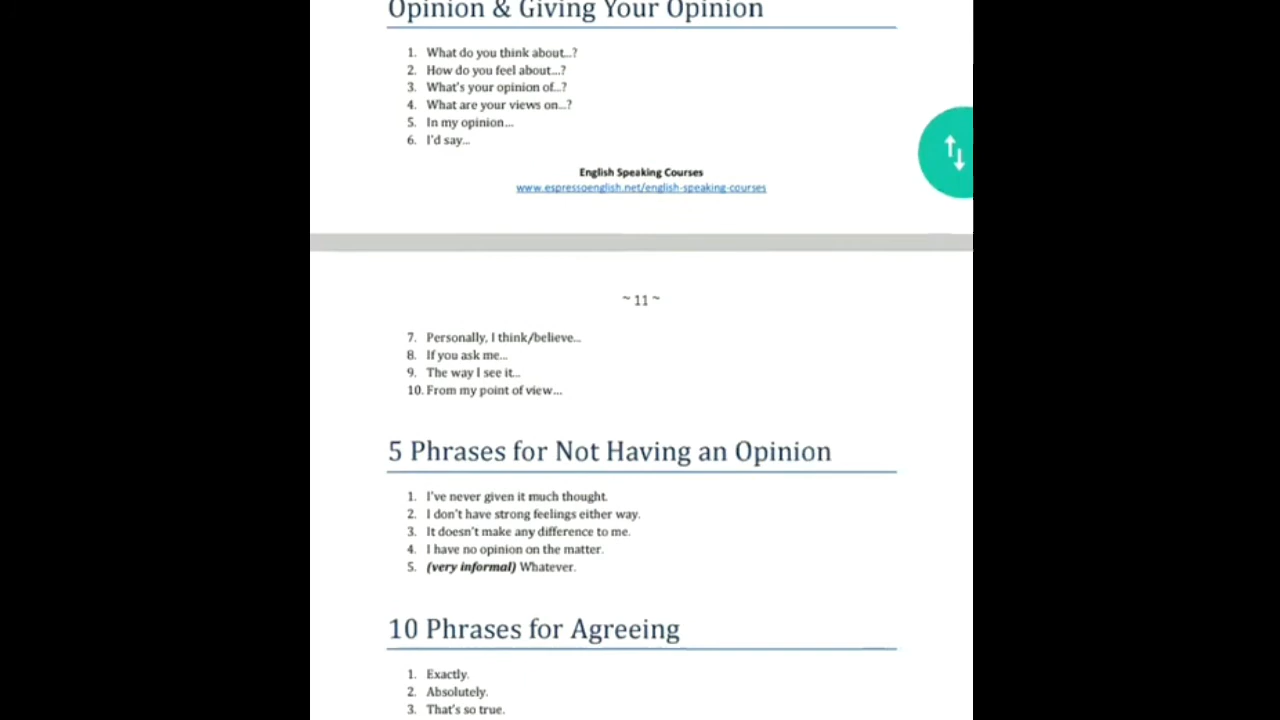 Opinion & Giving Your Opinion
1. What do you think about...?
2. How do you feel about...?
3. What's your opinion of...?
4. What are your views on...?
5. In my opinion...
6. I'd say...
English Speaking Courses
www.espressoenglish.net/english-speaking-courses
~ 11 ~
7. Personally, I think/believe...
8. If you ask me...
9. The way I see it...
10. From my point of view...
5 Phrases for Not Having an Opinion
1. I've never given it much thought.
2. I don't have strong feelings either way.
3. It doesn't make any difference to me.
4. I have no opinion on the matter.
5. (very informal) Whatever.
10 Phrases for Agreeing
1. Exactly.
2. Absolutely.
3. That's so true.